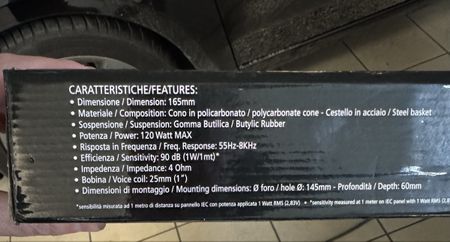 CARATTERISTICHE/FEATURES:
• Dimensione / Dimension: 165mm
• Materiale / Composition: Cono in policarbonato / polycarbonate cone - Cestello in acciaio / Steel basket
• Sospensione / Suspension: Gomma Butilica / Butylic Rubber
• Potenza / Power: 120 Watt MAX
• Risposta in Frequenza / Freq. Response: 55Hz-8KHz
• Efficienza / Sensitivity: 90 dB (1W/1mt)*
• Impedenza / Impedance: 4 Ohm
• Bobina / Voice coil: 25mm (1")
• Dimensioni di montaggio / Mounting dimensions: Ø foro / hole Ø: 145mm - Profondità / Depth: 60mm
*sensibilità misurata ad 1 metro di distanza su pannello IEC con potenza applicata 1 Watt RMS (2,83V) - *sensitivity measured at 1 meter on IEC panel with 1 Watt RMS (2,83V)